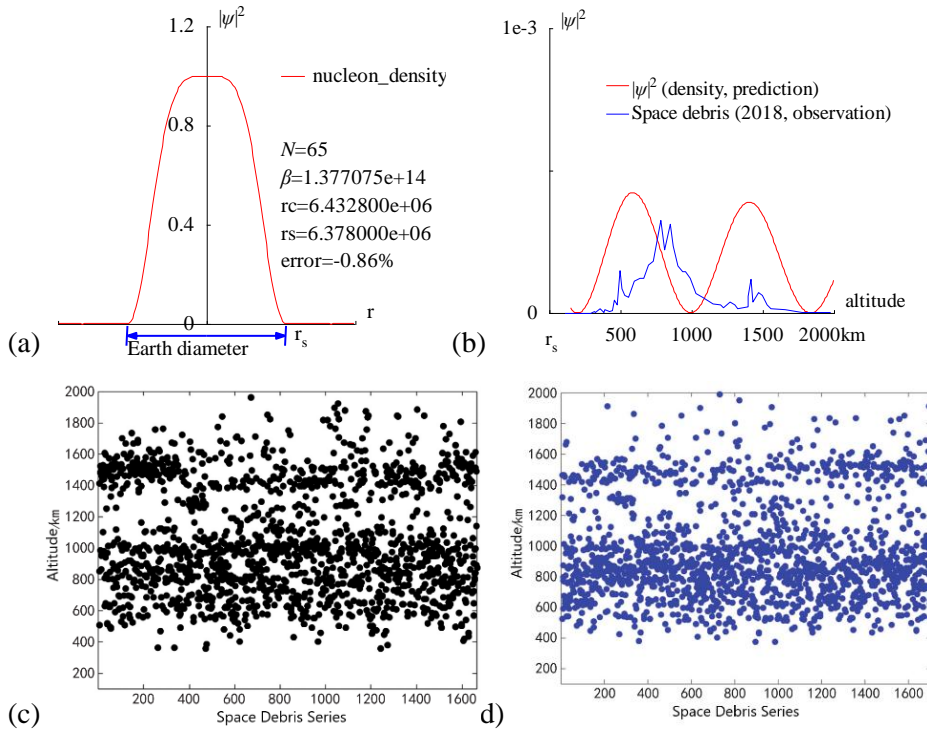 |ψ|²
1.2
nucleon_density
0.8
N=65
β=1.377075e+14
0.4
rc=6.432800e+06
rs=6.378000e+06
error=-0.86%
0
r
(a)
Earth diameter
r_s
|ψ|²
1e-3
|ψ|² (density, prediction)
Space debris (2018, observation)
0
altitude
r_s
500
1000
1500
2000km
(b)
2000
1800
1600
1400
1200
1000
800
600
400
200
Altitude/km
200
400
600
800
1000
1200
1400
1600
Space Debris Series
(c)
2000
1800
1600
1400
1200
1000
800
600
400
200
Altitude/km
200
400
600
800
1000
1200
1400
1600
Space Debris Series
d)